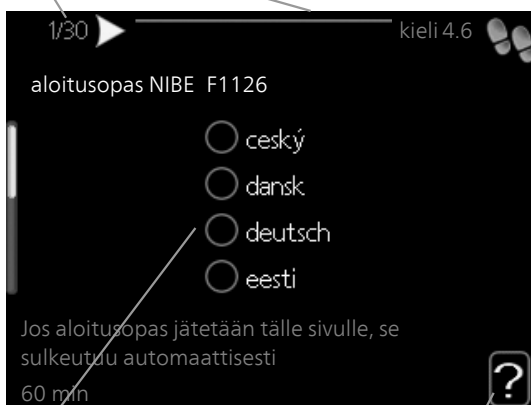 1/30
kieli 4.6
aloitusopas NIBE F1126
ceský
dansk
deutsch
eesti
Jos aloitusopas jätetään tälle sivulle, se
sulkeutuu automaattisesti
60 min
?